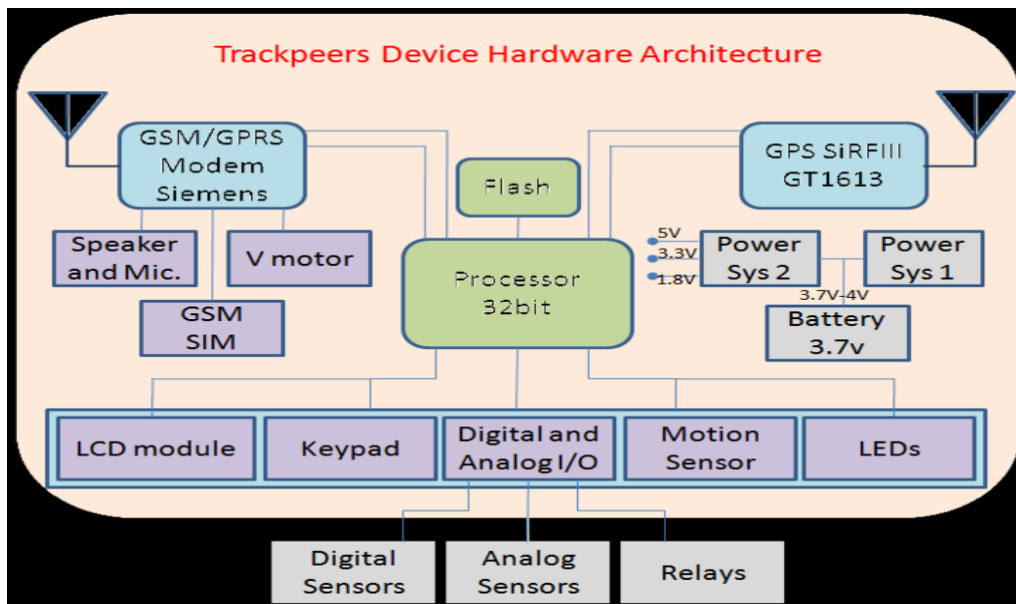 Trackpeers Device Hardware Architecture
GSM/GPRS
Modem
Siemens
GPS SiRFIII
GT1613
Flash
Speaker
and Mic.
V motor
GSM
SIM
Processor
32bit
5V
3.3V
1.8V
Power
Sys 2
Power
Sys 1
3.7V-4V
Battery
3.7v
LCD module
Keypad
Digital and
Analog I/O
Motion
Sensor
LEDs
Digital
Sensors
Analog
Sensors
Relays